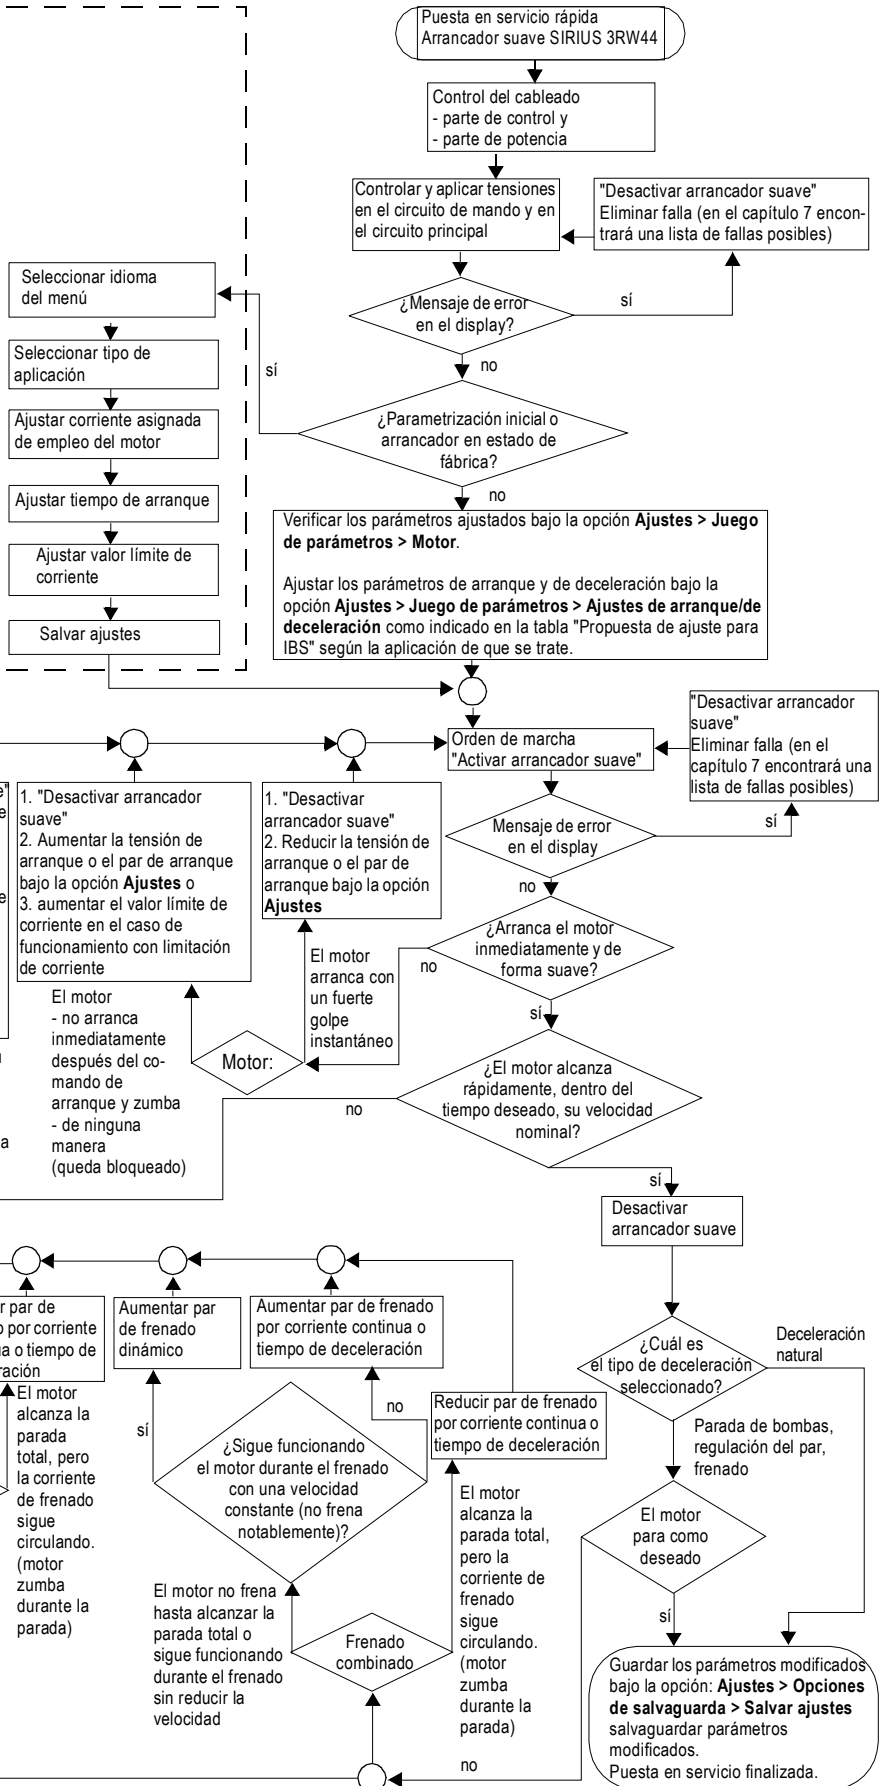 Puesta en servicio rápida
Arrancador suave SIRIUS 3RW44
Control del cableado
- parte de control y
- parte de potencia
Controlar y aplicar tensiones
en el circuito de mando y en
el circuito principal
"Desactivar arrancador suave"
Eliminar falla (en el capítulo 7 encon-
trará una lista de fallas posibles)
¿Mensaje de error
en el display?
sí
no
¿Parametrización inicial o
arrancador en estado de
fábrica?
sí
no
Seleccionar idioma
del menú
Seleccionar tipo de
aplicación
Ajustar corriente asignada
de empleo del motor
Ajustar tiempo de arranque
Ajustar valor límite de
corriente
Salvar ajustes
Verificar los parámetros ajustados bajo la opción Ajustes > Juego
de parámetros > Motor.
Ajustar los parámetros de arranque y de deceleración bajo la
opción Ajustes > Juego de parámetros > Ajustes de arranque/de
deceleración como indicado en la tabla "Propuesta de ajuste para
IBS" según la aplicación de que se trate.
Orden de marcha
"Activar arrancador suave"
"Desactivar arrancador
suave"
Eliminar falla (en el
capítulo 7 encontrará una
lista de fallas posibles)
Mensaje de error
en el display
sí
no
e"
e
e
a
1. "Desactivar arrancador
suave"
2. Aumentar la tensión de
arranque o el par de arranque
bajo la opción Ajustes o
3. aumentar el valor límite de
corriente en el caso de
funcionamiento con limitación
de corriente
1. "Desactivar
arrancador suave"
2. Reducir la tensión de
arranque o el par de
arranque bajo la opción
Ajustes
¿Arranca el motor
inmediatamente y de
forma suave?
no
sí
El motor
arranca con
un fuerte
golpe
instantáneo
Motor:
El motor
- no arranca
inmediatamente
después del co-
mando de
arranque y zumba
- de ninguna
manera
(queda bloqueado)
¿El motor alcanza
rápidamente, dentro del
tiempo deseado, su velocidad
nominal?
no
sí
Desactivar
arrancador suave
¿Cuál es
el tipo de deceleración
seleccionado?
Deceleración
natural
Parada de bombas,
regulación del par,
frenado
El motor
para como
deseado
sí
no
r par de
o por corriente
ua o tiempo de
ración
Aumentar par
de frenado
dinámico
Aumentar par de frenado
por corriente continua o
tiempo de deceleración
Reducir par de frenado
por corriente continua o
tiempo de deceleración
El motor
alcanza la
parada
total, pero
la corriente
de frenado
sigue
circulando.
(motor
zumba
durante la
parada)
sí
no
¿Sigue funcionando
el motor durante el frenado
con una velocidad
constante (no frena
notablemente)?
El motor
alcanza la
parada total,
pero la
corriente de
frenado
sigue
circulando.
(motor
zumba
durante la
parada)
El motor no frena
hasta alcanzar la
parada total o
sigue funcionando
durante el frenado
sin reducir la
velocidad
Frenado
combinado
Guardar los parámetros modificados
bajo la opción: Ajustes > Opciones
de salvaguarda > Salvar ajustes
salvaguardar parámetros
modificados.
Puesta en servicio finalizada.